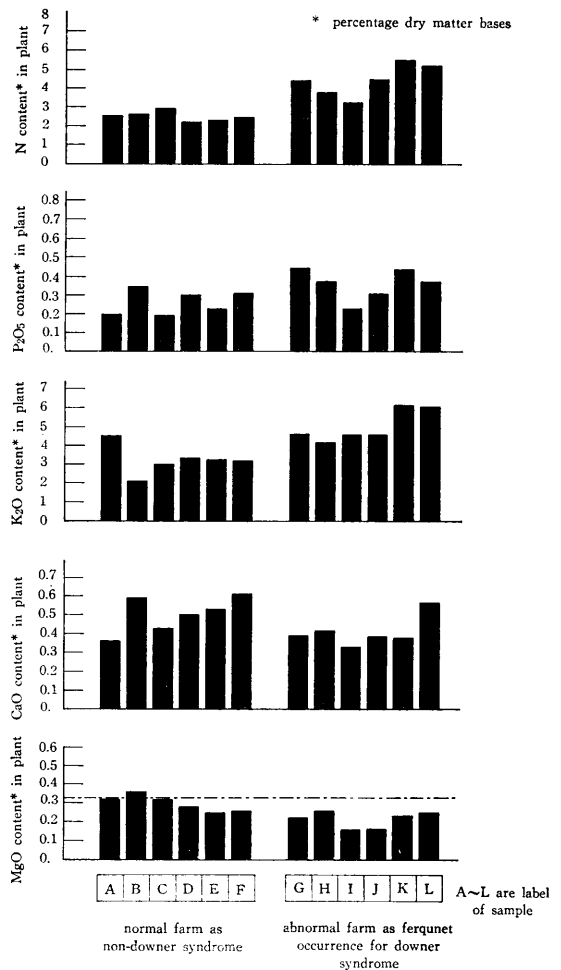 * percentage dry matter bases
N content* in plant
8
7
6
5
4
3
2
1
0
P₂O₅ content* in plant
0.8
0.7
0.6
0.5
0.4
0.3
0.2
0.1
0.
K₂O content* in plant
7
6
5
4
3
2
1
0
CaO content* in plant
0.7
0.6
0.5
0.4
0.3
0.2
0.1
0.
MgO content* in plant
0.6
0.5
0.4
0.3
0.2
0.1
0.
A B C D E F G H I J K L
A~L are label
of sample
normal farm as
non-downer syndrome
abnormal farm as ferqunet
occurrence for downer
syndrome